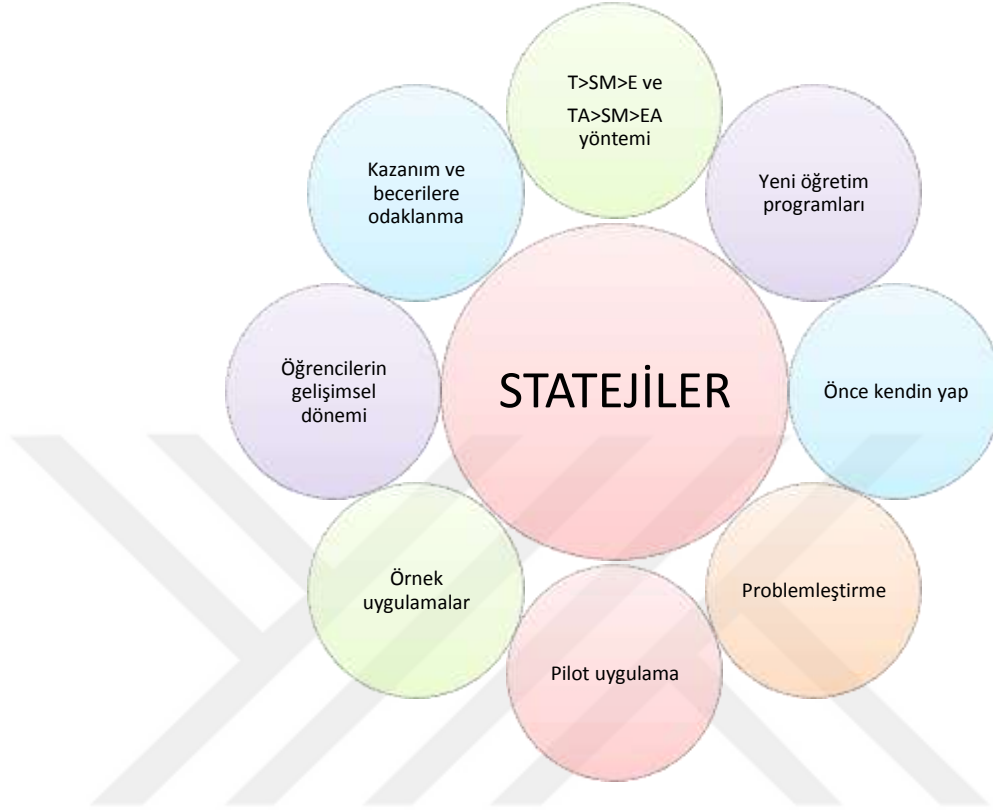 T>SM>E ve
TA>SM>EA
yöntemi
Yeni öğretim
programları
Önce kendin yap
Problemleştirme
Pilot uygulama
Örnek
uygulamalar
Öğrencilerin
gelişimsel
dönemi
Kazanım ve
becerilere
odaklanma
STATEJİLER